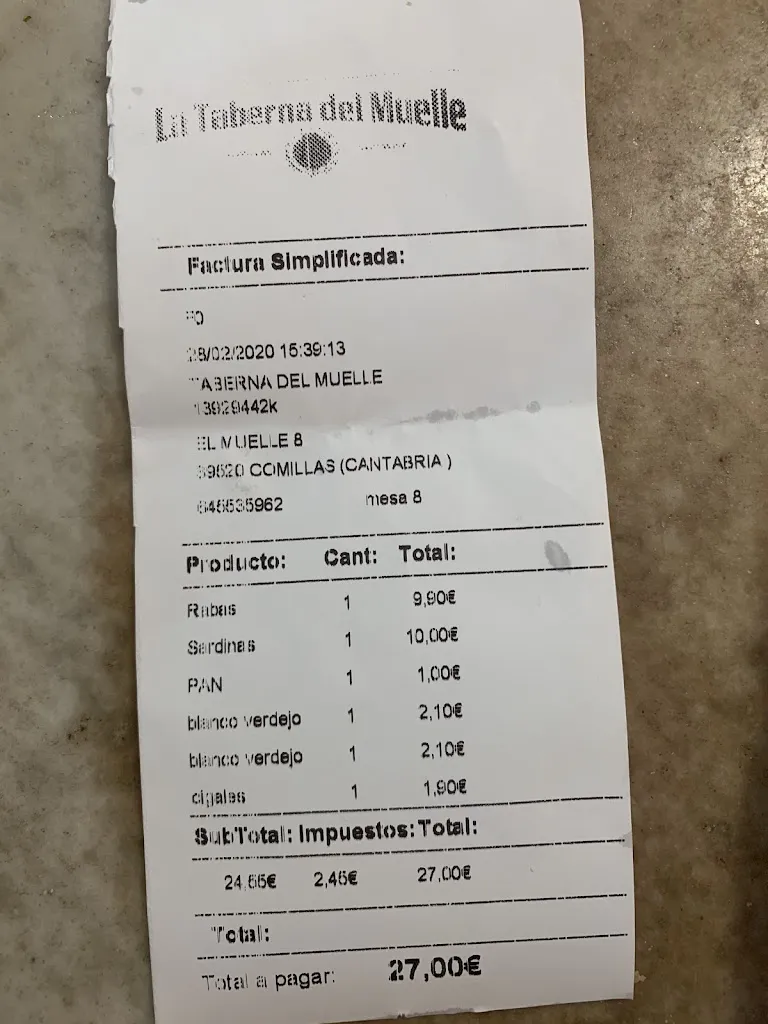 La Taberna del Muelle
Factura Simplificada:
F0
28/02/2020 15:39:13
TABERNA DEL MUELLE
13929442k
EL MUELLE 8
39520 COMILLAS (CANTABRIA )
646535962 mesa 8
Producto: Cant: Total:
Rabas 1 9,90€
Sardinas 1 10,00€
PAN 1 1,00€
blanco verdejo 1 2,10€
blanco verdejo 1 2,10€
cigales 1 1,90€
SubTotal: Impuestos: Total:
24,55€ 2,45€ 27,00€
Total:
Total a pagar: 27,00€